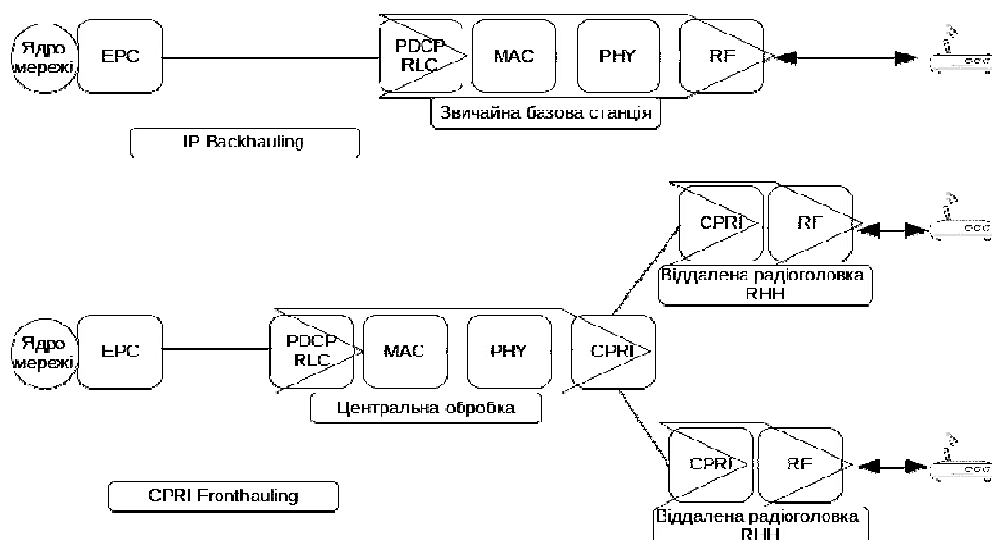 Ядро
мережі
EPC
PDCP
RLC
MAC
PHY
RF
Звичайна базова станція
IP Backhauling
CPRI
RF
Віддалена радіоголовка
RHH
Ядро
мережі
EPC
PDCP
RLC
MAC
PHY
CPRI
Центральна обробка
CPRI
RF
CPRI Fronthauling
Віддалена радіоголовка
RHH